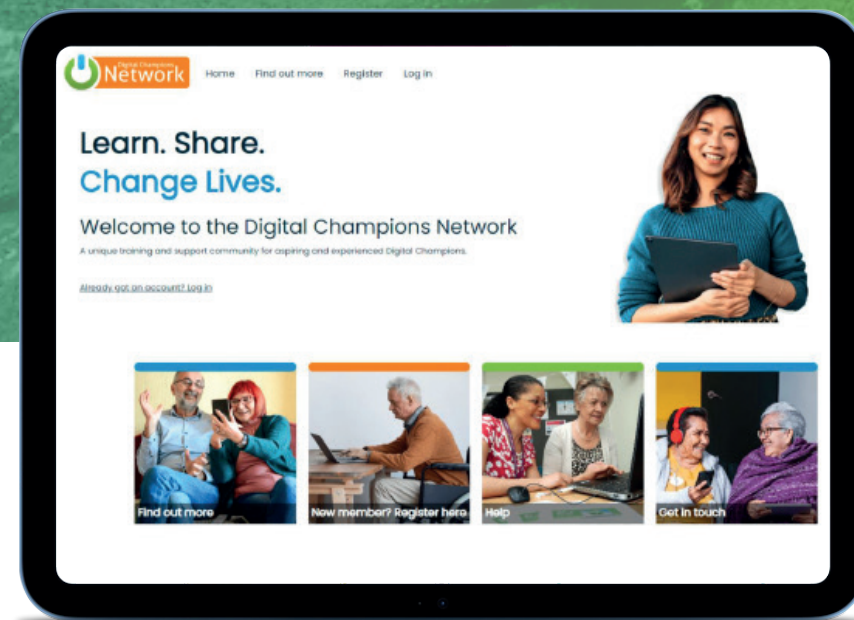 Digital Champions
Network
Home Find out more Register Log in
Learn. Share.
Change Lives.
Welcome to the Digital Champions Network
A unique training and support community for aspiring and experienced Digital Champions.
Already got an account? Log in
Find out more
New member? Register here
Help
Get in touch